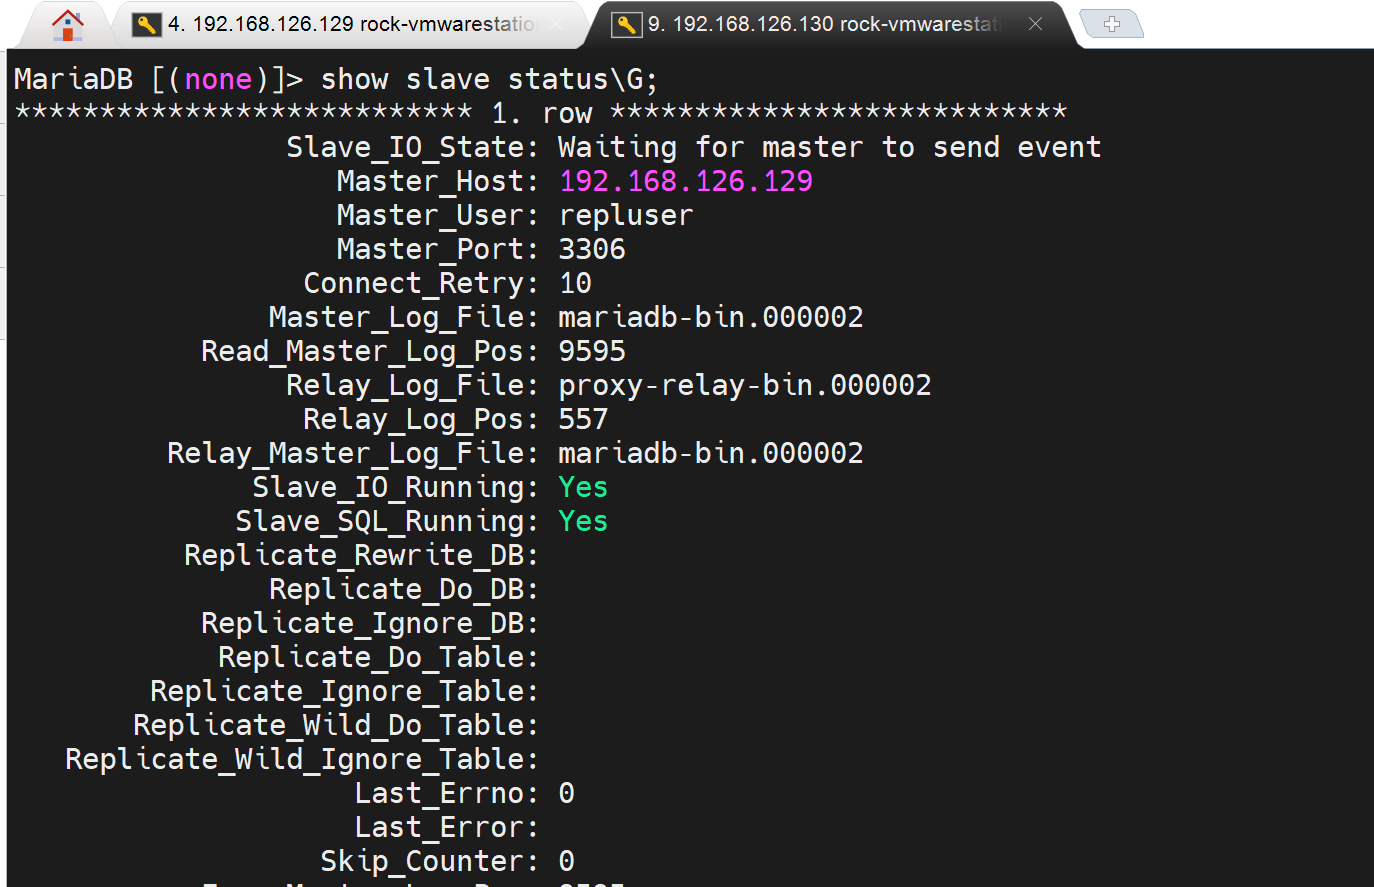 4. 192.168.126.129 rock-vmwarestation
9. 192.168.126.130 rock-vmwarestati
MariaDB [(none)]> show slave status\G;
*************************** 1. row ***************************
Slave_IO_State: Waiting for master to send event
Master_Host: 192.168.126.129
Master_User: repluser
Master_Port: 3306
Connect_Retry: 10
Master_Log_File: mariadb-bin.000002
Read_Master_Log_Pos: 9595
Relay_Log_File: proxy-relay-bin.000002
Relay_Log_Pos: 557
Relay_Master_Log_File: mariadb-bin.000002
Slave_IO_Running: Yes
Slave_SQL_Running: Yes
Replicate_Rewrite_DB:
Replicate_Do_DB:
Replicate_Ignore_DB:
Replicate_Do_Table:
Replicate_Ignore_Table:
Replicate_Wild_Do_Table:
Replicate_Wild_Ignore_Table:
Last_Errno: 0
Last_Error:
Skip_Counter: 0